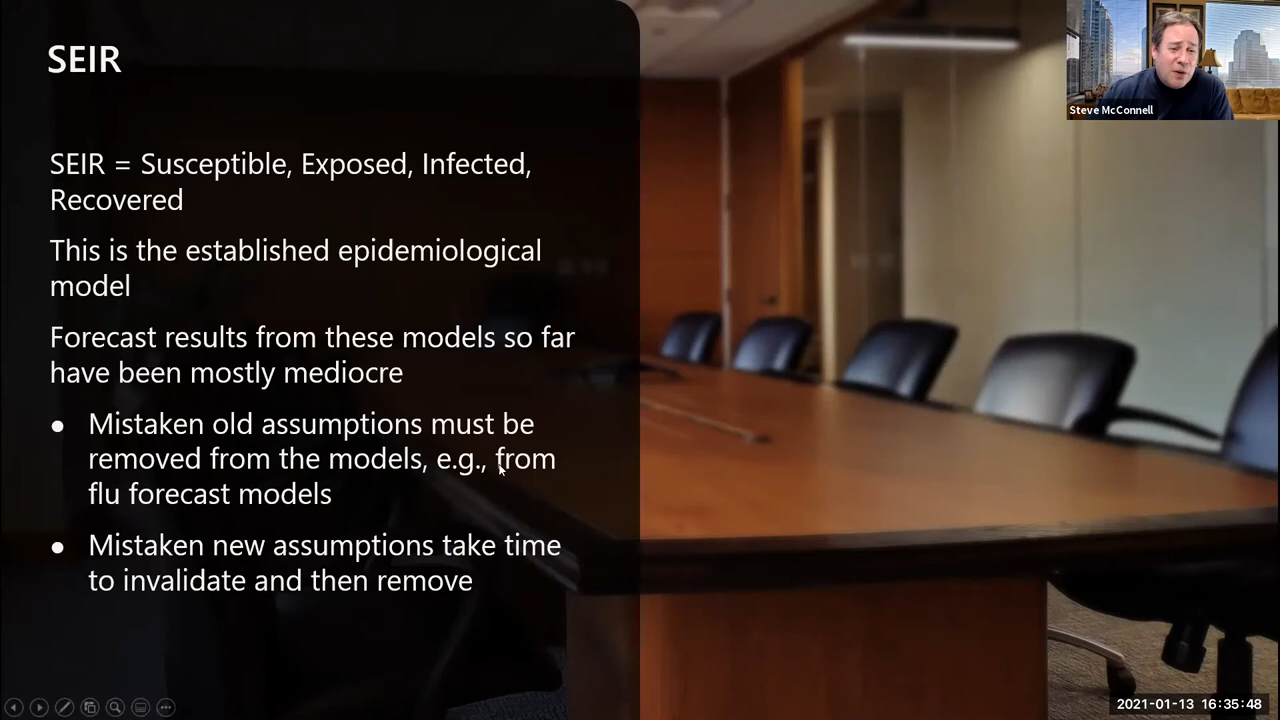 SEIR
SEIR = Susceptible, Exposed, Infected,
Recovered
This is the established epidemiological
model
Forecast results from these models so far
have been mostly mediocre
● Mistaken old assumptions must be
removed from the models, e.g., from
flu forecast models
● Mistaken new assumptions take time
to invalidate and then remove
Steve McConnell
2021-01-13 16:35:48